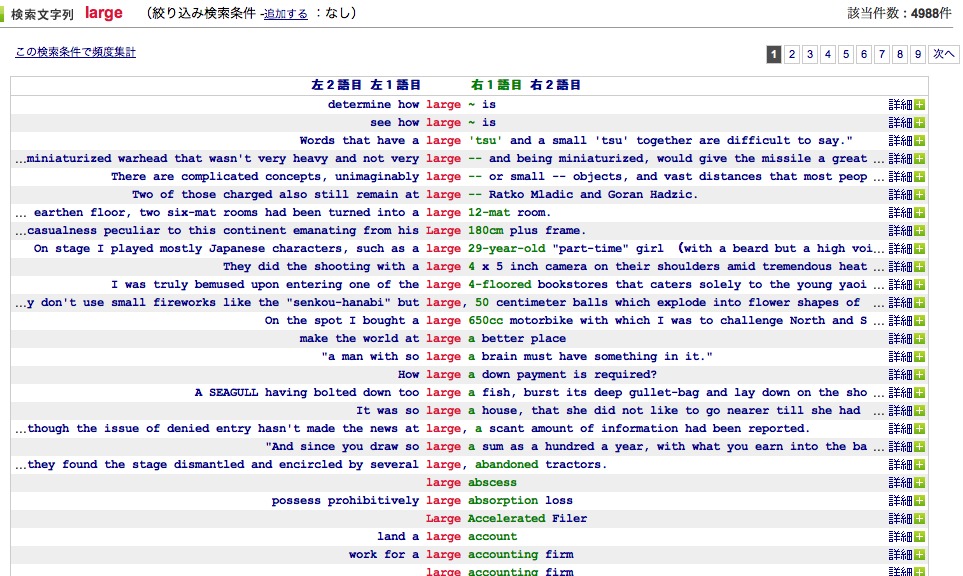 検索文字列 large (絞り込み検索条件 -追加する : なし) 該当件数 : 4988件
この検索条件で頻度集計 1 2 3 4 5 6 7 8 9 次へ
左2語目 左1語目 右1語目 右2語目
determine how large ~ is 詳細
see how large ~ is 詳細
Words that have a large 'tsu' and a small 'tsu' together are difficult to say." 詳細
...miniaturized warhead that wasn't very heavy and not very large -- and being miniaturized, would give the missile a great ... 詳細
There are complicated concepts, unimaginably large -- or small -- objects, and vast distances that most peop ... 詳細
Two of those charged also still remain at large -- Ratko Mladic and Goran Hadzic. 詳細
... earthen floor, two six-mat rooms had been turned into a large 12-mat room. 詳細
...casualness peculiar to this continent emanating from his Large 180cm plus frame. 詳細
On stage I played mostly Japanese characters, such as a large 29-year-old "part-time" girl (with a beard but a high voi... 詳細
They did the shooting with a large 4 x 5 inch camera on their shoulders amid tremendous heat ... 詳細
I was truly bemused upon entering one of the large 4-floored bookstores that caters solely to the young yaoi ... 詳細
...y don't use small fireworks like the "senkou-hanabi" but large, 50 centimeter balls which explode into flower shapes of ... 詳細
On the spot I bought a large 650cc motorbike with which I was to challenge North and S ... 詳細
make the world at large a better place 詳細
"a man with so large a brain must have something in it." 詳細
How large a down payment is required? 詳細
A SEAGULL having bolted down too large a fish, burst its deep gullet-bag and lay down on the sho ... 詳細
It was so large a house, that she did not like to go nearer till she had ... 詳細
...though the issue of denied entry hasn't made the news at large, a scant amount of information had been reported. 詳細
"And since you draw so large a sum as a hundred a year, with what you earn into the ba ... 詳細
...they found the stage dismantled and encircled by several large, abandoned tractors. 詳細
large abscess 詳細
possess prohibitively large absorption loss 詳細
Large Accelerated Filer 詳細
land a large account 詳細
work for a large accounting firm 詳細
large accounting firm 詳細